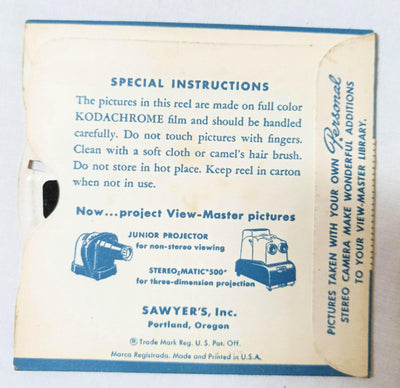 SPECIAL INSTRUCTIONS
The pictures in this reel are made on full color
KODACHROME film and should be handled
carefully. Do not touch pictures with fingers.
Clean with a soft cloth or camel's hair brush.
Do not store in hot place. Keep reel in carton
when not in use.
Now...project View-Master pictures
JUNIOR PROJECTOR
for non-stereo viewing
STEREO-MATIC "500"
for three-dimension projection
SAWYER'S, Inc.
Portland, Oregon
® Trade Mark Reg. U. S. Pat. Off.
Marca Registrada. Made and Printed in U.S.A.
PICTURES TAKEN WITH YOUR OWN Personal
STEREO CAMERA MAKE WONDERFUL ADDITIONS
TO YOUR VIEW-MASTER LIBRARY.